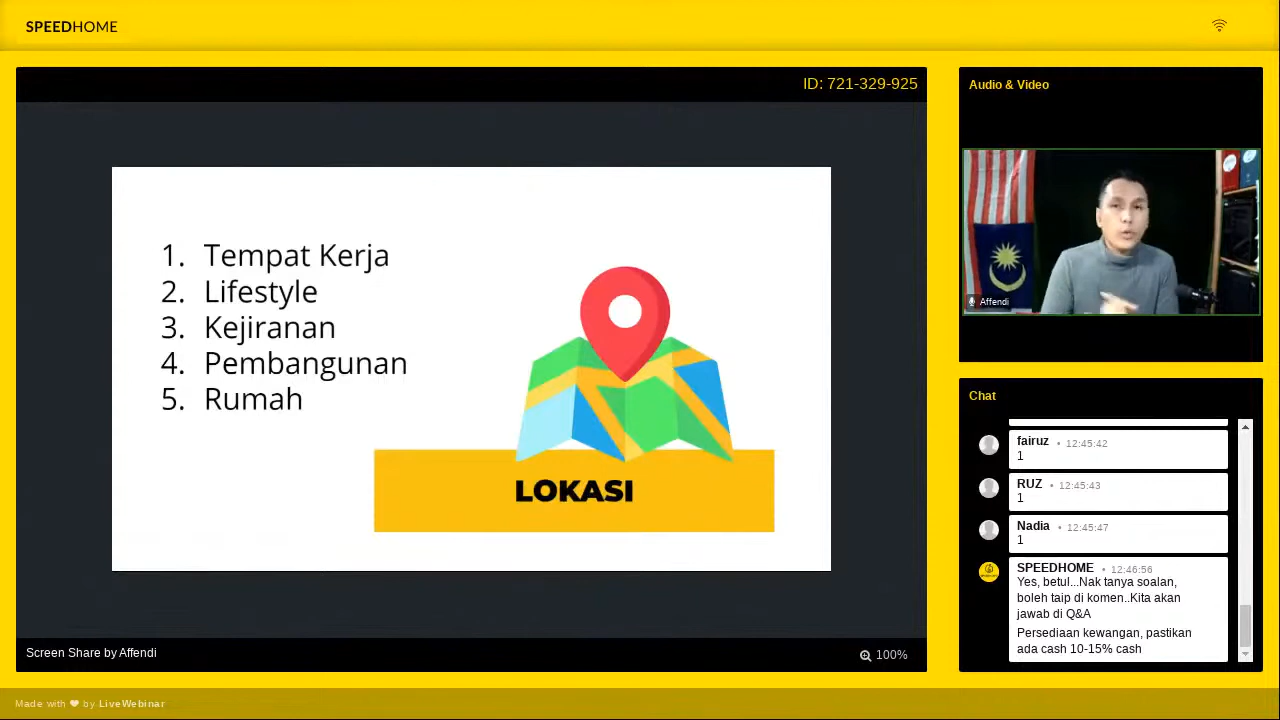 SPEEDHOME
ID: 721-329-925
1. Tempat Kerja
2. Lifestyle
3. Kejiranan
4. Pembangunan
5. Rumah
LOKASI
Screen Share by Affendi
100%
Audio & Video
Affendi
Chat
fairuz • 12:45:42
1
RUZ • 12:45:43
1
Nadia • 12:45:47
1
SPEEDHOME • 12:46:56
Yes, betul...Nak tanya soalan,
boleh taip di komen..Kita akan
jawab di Q&A
Persediaan kewangan, pastikan
ada cash 10-15% cash
Made with ❤ by LiveWebinar